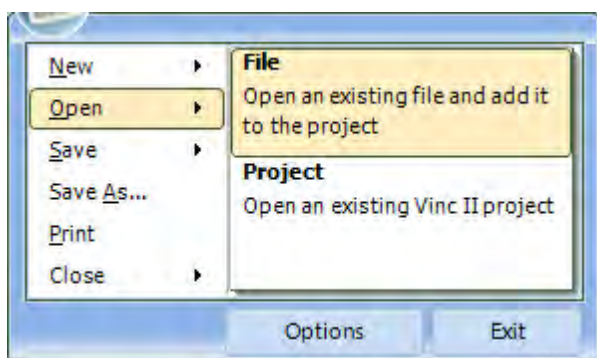 New
Open
Save
Save As...
Print
Close
File
Open an existing file and add it
to the project
Project
Open an existing Vinc II project
Options
Exit